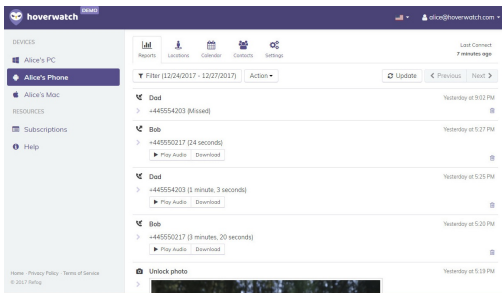 hoverwatch DEMO
alice@hoverwatch.com
DEVICES
Alice's PC
Alice's Phone
Alice's Mac
RESOURCES
Subscriptions
Help
Home · Privacy Policy · Terms of Service
© 2017 Refog
Reports
Locations
Calendar
Contacts
Settings
Last Connect
7 minutes ago
Filter (12/24/2017 - 12/27/2017)
Action
Update
Previous
Next
Dad
Yesterday at 9:02 PM
+445554203 (Missed)
Bob
Yesterday at 5:27 PM
+445550217 (24 seconds)
Play Audio
Download
Dad
Yesterday at 5:25 PM
+445554203 (1 minute, 3 seconds)
Play Audio
Download
Bob
Yesterday at 5:20 PM
+445550217 (3 minutes, 20 seconds)
Play Audio
Download
Unlock photo
Yesterday at 5:19 PM